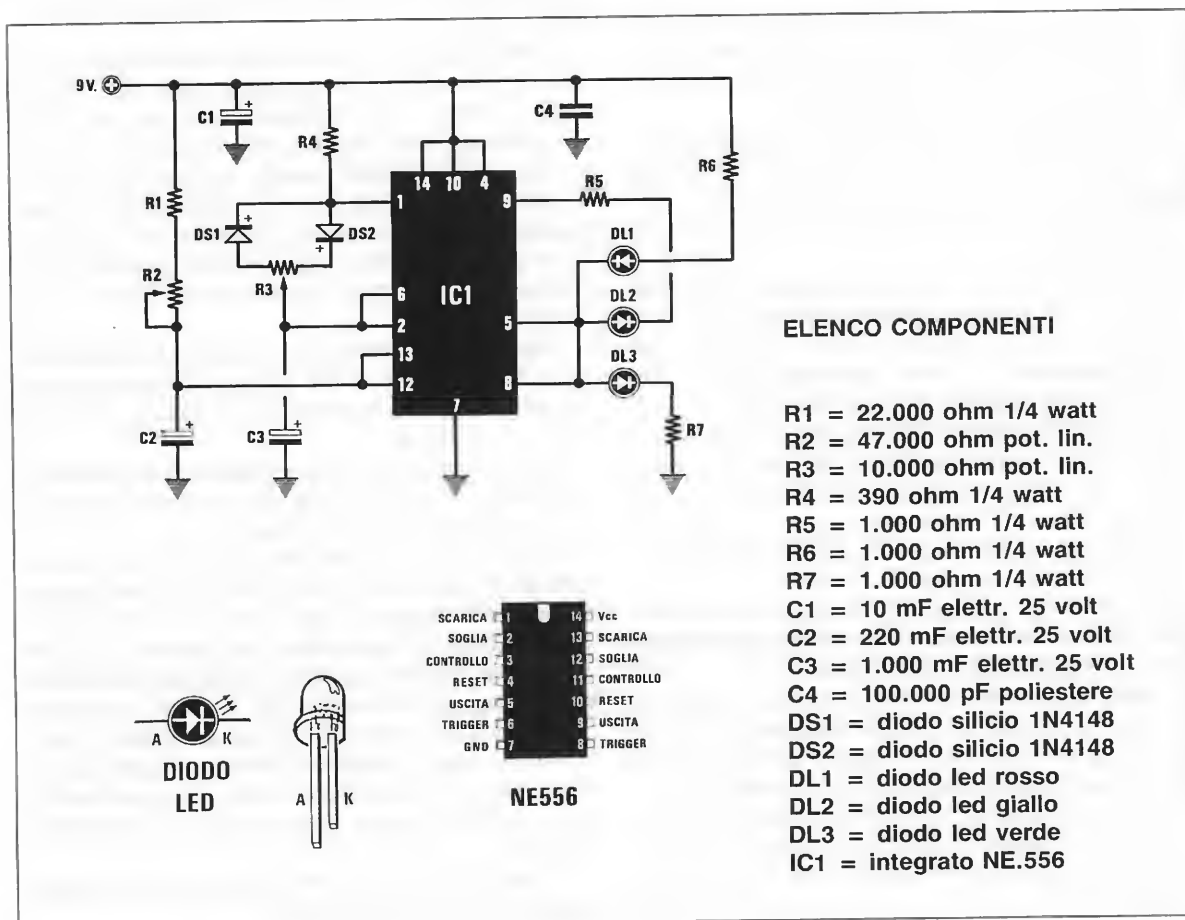 9V.
C1
+
R4
C4
R6
R1
14 10 4
1
9
R5
DS1
+
DS2
+
DL1
R2
R3
IC1
6
DL2
2
5
13
DL3
12
8
7
C2
+
C3
+
R7
ELENCO COMPONENTI
R1 = 22.000 ohm 1/4 watt
R2 = 47.000 ohm pot. lin.
R3 = 10.000 ohm pot. lin.
R4 = 390 ohm 1/4 watt
R5 = 1.000 ohm 1/4 watt
R6 = 1.000 ohm 1/4 watt
R7 = 1.000 ohm 1/4 watt
C1 = 10 mF elettr. 25 volt
C2 = 220 mF elettr. 25 volt
C3 = 1.000 mF elettr. 25 volt
C4 = 100.000 pF poliestere
DS1 = diodo silicio 1N4148
DS2 = diodo silicio 1N4148
DL1 = diodo led rosso
DL2 = diodo led giallo
DL3 = diodo led verde
IC1 = integrato NE.556
A K
DIODO
LED
A K
SCARICA 1 14 Vcc
SOGLIA 2 13 SCARICA
CONTROLLO 3 12 SOGLIA
RESET 4 11 CONTROLLO
USCITA 5 10 RESET
TRIGGER 6 9 USCITA
GND 7 8 TRIGGER
NE556